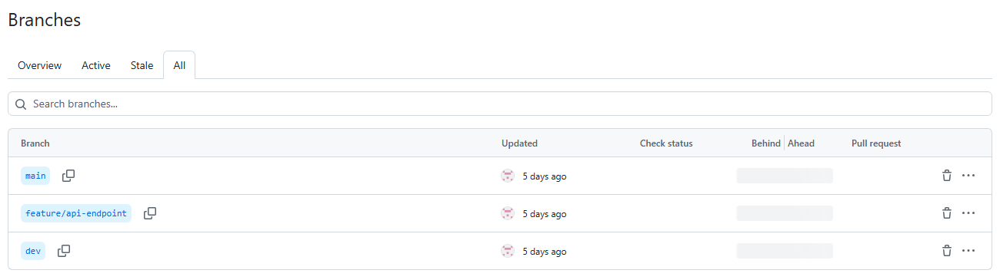 Branches
Overview Active Stale All
Search branches...
Branch Updated Check status Behind Ahead Pull request
main 5 days ago
feature/api-endpoint 5 days ago
dev 5 days ago